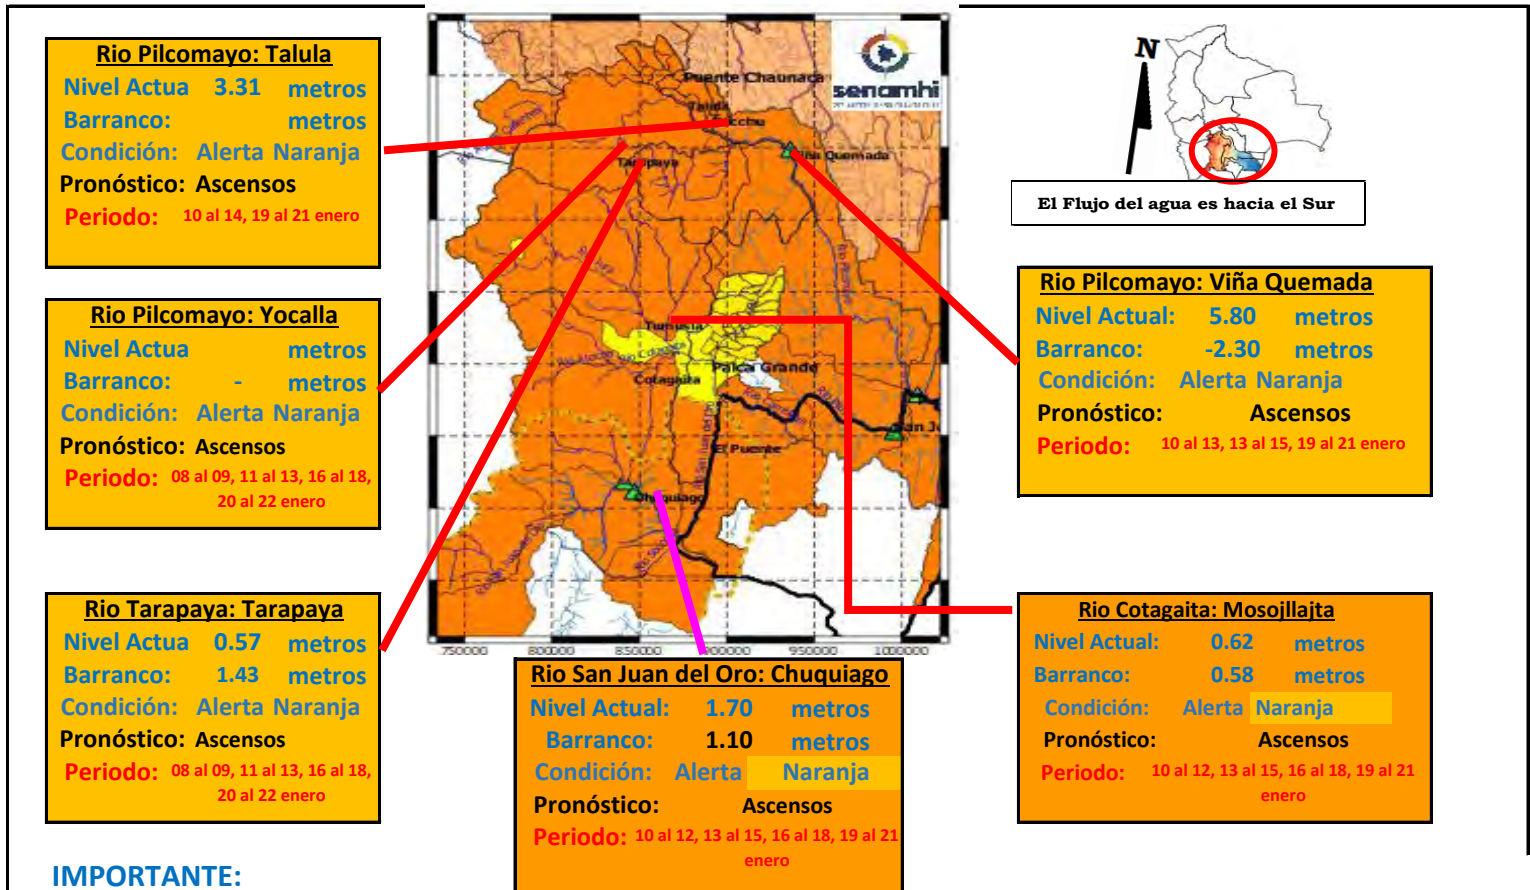 Rio Pilcomayo: Talula
Nivel Actua 3.31 metros
Barranco: metros
Condición: Alerta Naranja
Pronóstico: Ascensos
Periodo: 10 al 14, 19 al 21 enero
Rio Pilcomayo: Yocalla
Nivel Actua metros
Barranco: - metros
Condición: Alerta Naranja
Pronóstico: Ascensos
Periodo: 08 al 09, 11 al 13, 16 al 18,
20 al 22 enero
Rio Tarapaya: Tarapaya
Nivel Actua 0.57 metros
Barranco: 1.43 metros
Condición: Alerta Naranja
Pronóstico: Ascensos
Periodo: 08 al 09, 11 al 13, 16 al 18,
20 al 22 enero
IMPORTANTE:
senamhi
Puente Chaunaca
Talula
Tarapaya
Viña Quemada
Tumusla
Palca Grande
Cotagaita
El Puente
Chuquiago
San J
750000 800000 850000 900000 950000 1000000
Rio San Juan del Oro: Chuquiago
Nivel Actual: 1.70 metros
Barranco: 1.10 metros
Condición: Alerta Naranja
Pronóstico: Ascensos
Periodo: 10 al 12, 13 al 15, 16 al 18, 19 al 21
enero
N
El Flujo del agua es hacia el Sur
Rio Pilcomayo: Viña Quemada
Nivel Actual: 5.80 metros
Barranco: -2.30 metros
Condición: Alerta Naranja
Pronóstico: Ascensos
Periodo: 10 al 13, 13 al 15, 19 al 21 enero
Rio Cotagaita: Mosojllajta
Nivel Actual: 0.62 metros
Barranco: 0.58 metros
Condición: Alerta Naranja
Pronóstico: Ascensos
Periodo: 10 al 12, 13 al 15, 16 al 18, 19 al 21
enero